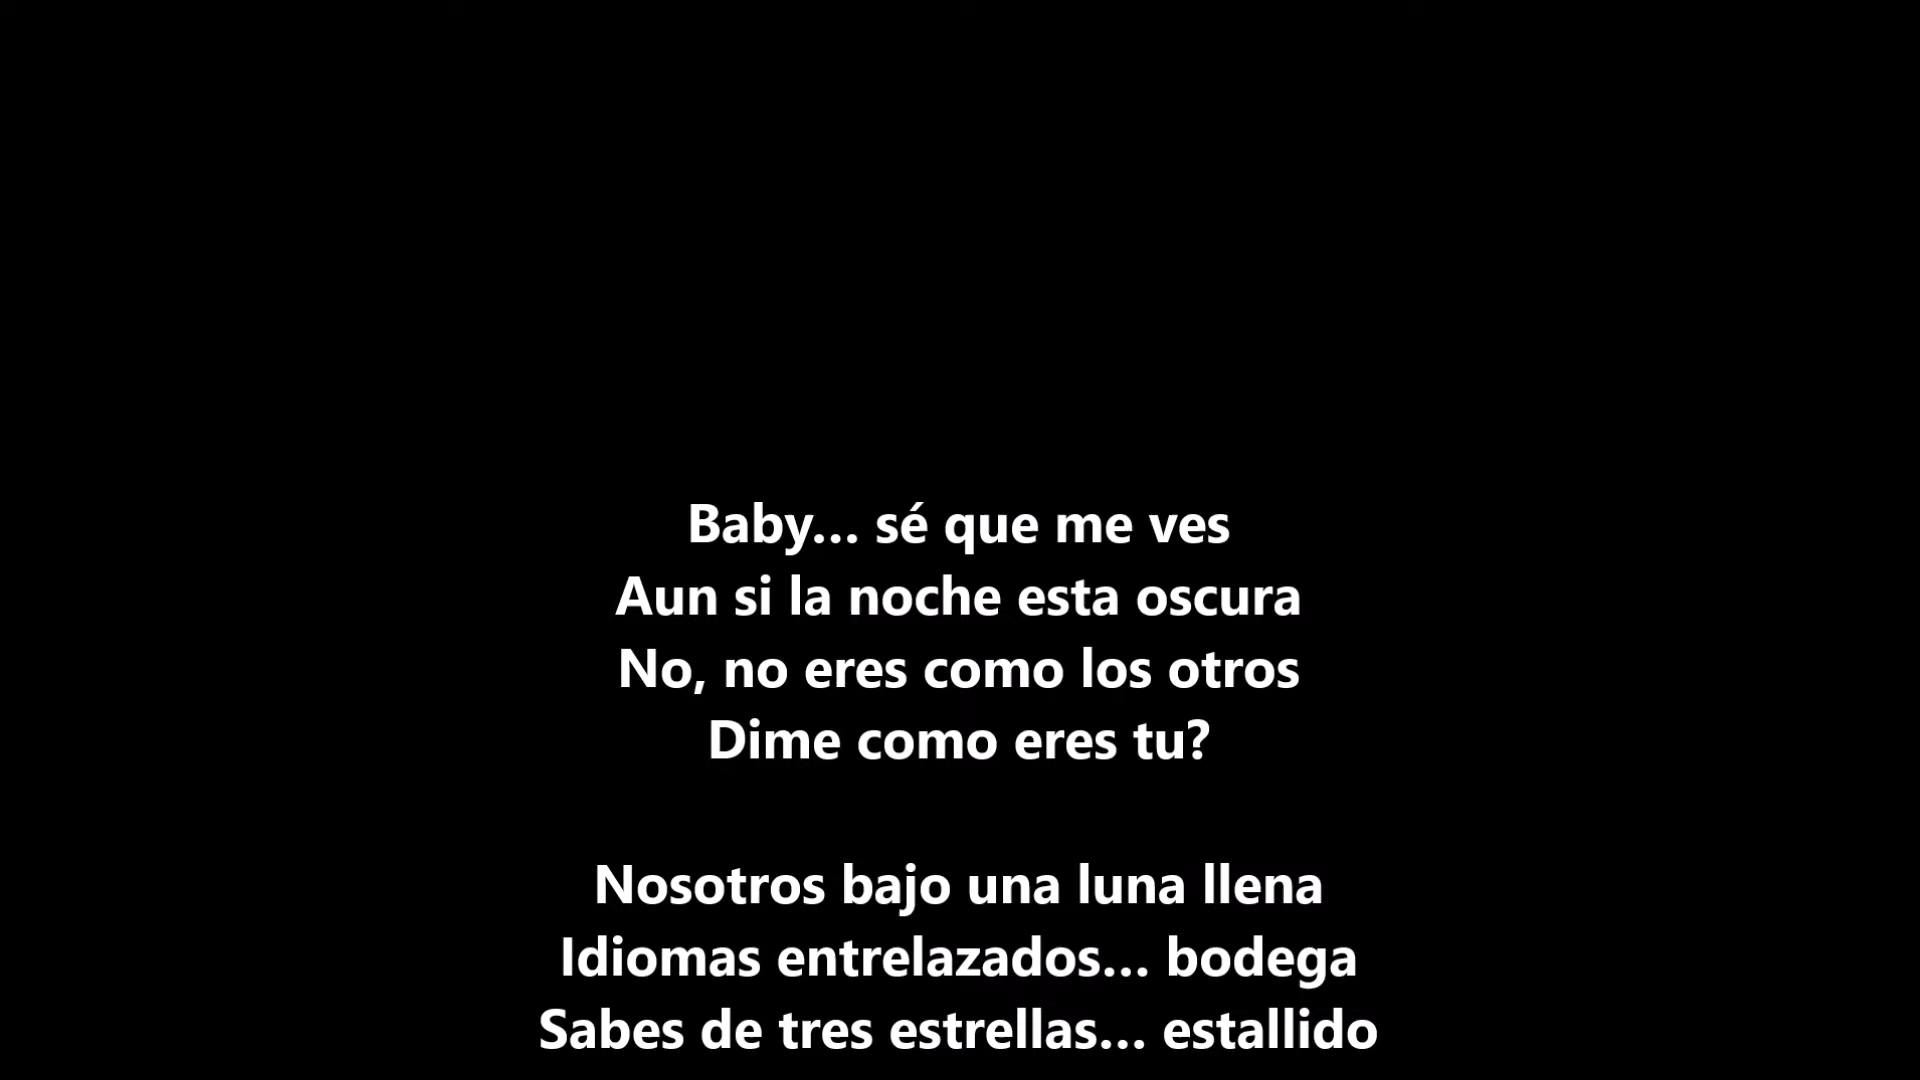 Baby... sé que me ves
Aun si la noche esta oscura
No, no eres como los otros
Dime como eres tu?
Nosotros bajo una luna llena
Idiomas entrelazados... bodega
Sabes de tres estrellas... estallido